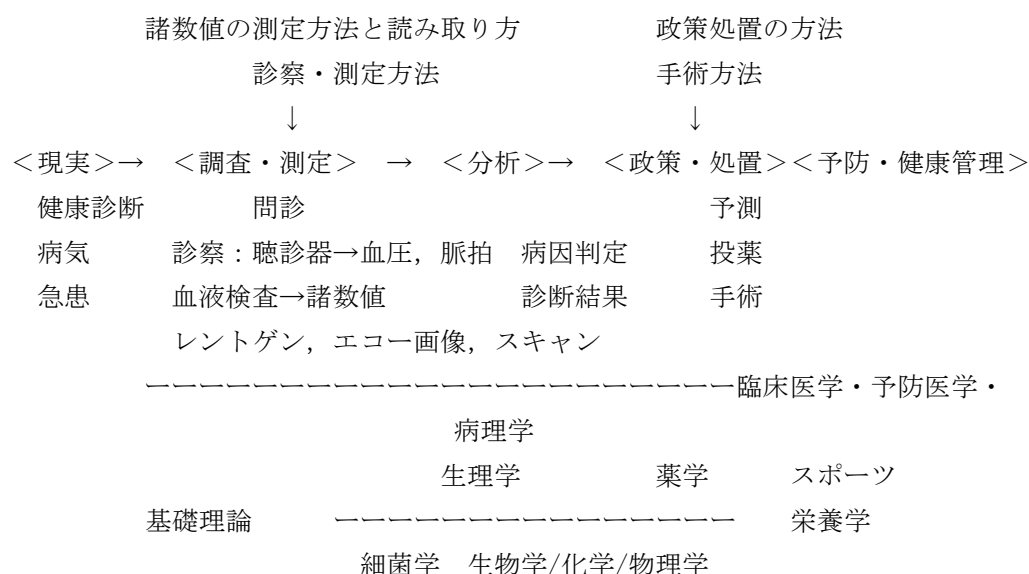 諸数値の測定方法と読み取り方 政策処置の方法
診察・測定方法 手術方法
↓ ↓
＜現実＞→ ＜調査・測定＞ → ＜分析＞→ ＜政策・処置＞＜予防・健康管理＞
健康診断 問診 予測
病気 診察：聴診器→血圧，脈拍 病因判定 投薬
急患 血液検査→諸数値 診断結果 手術
レントゲン，エコー画像，スキャン
ーーーーーーーーーーーーーーーーーーーーーー臨床医学・予防医学・
病理学
生理学 薬学 スポーツ
基礎理論 ーーーーーーーーーーーーーーー 栄養学
細菌学 生物学/化学/物理学